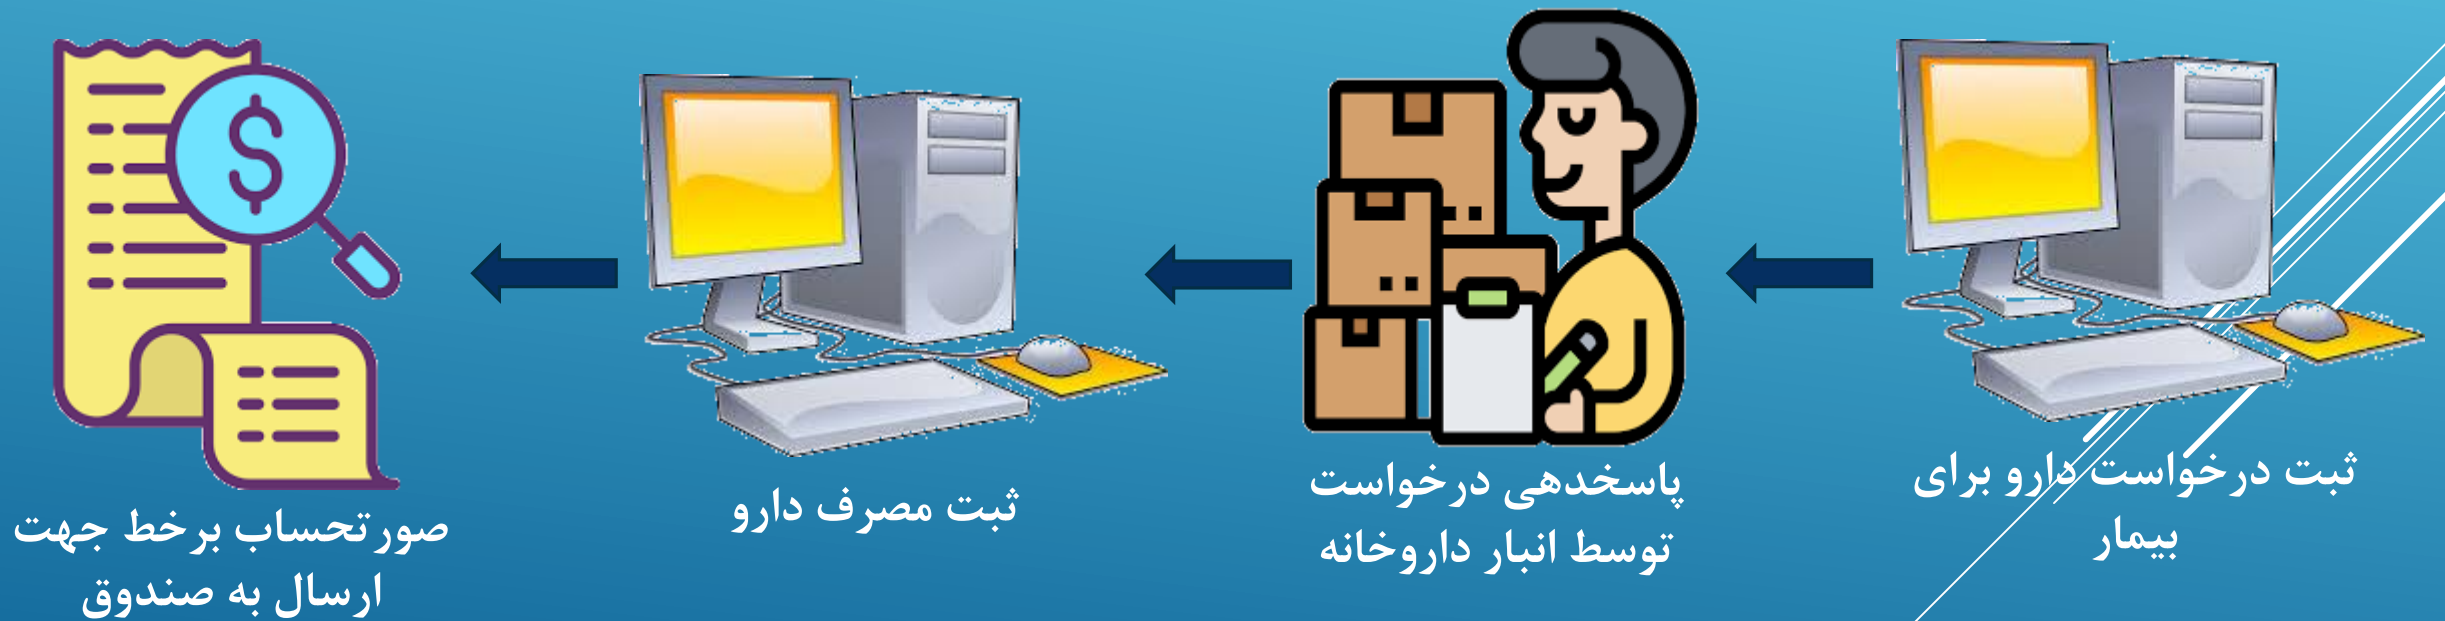 ثبت درخواست دارو برای
بیمار
پاسخدهی درخواست
توسط انبار داروخانه
ثبت مصرف دارو
صورتحساب برخط جهت
ارسال به صندوق